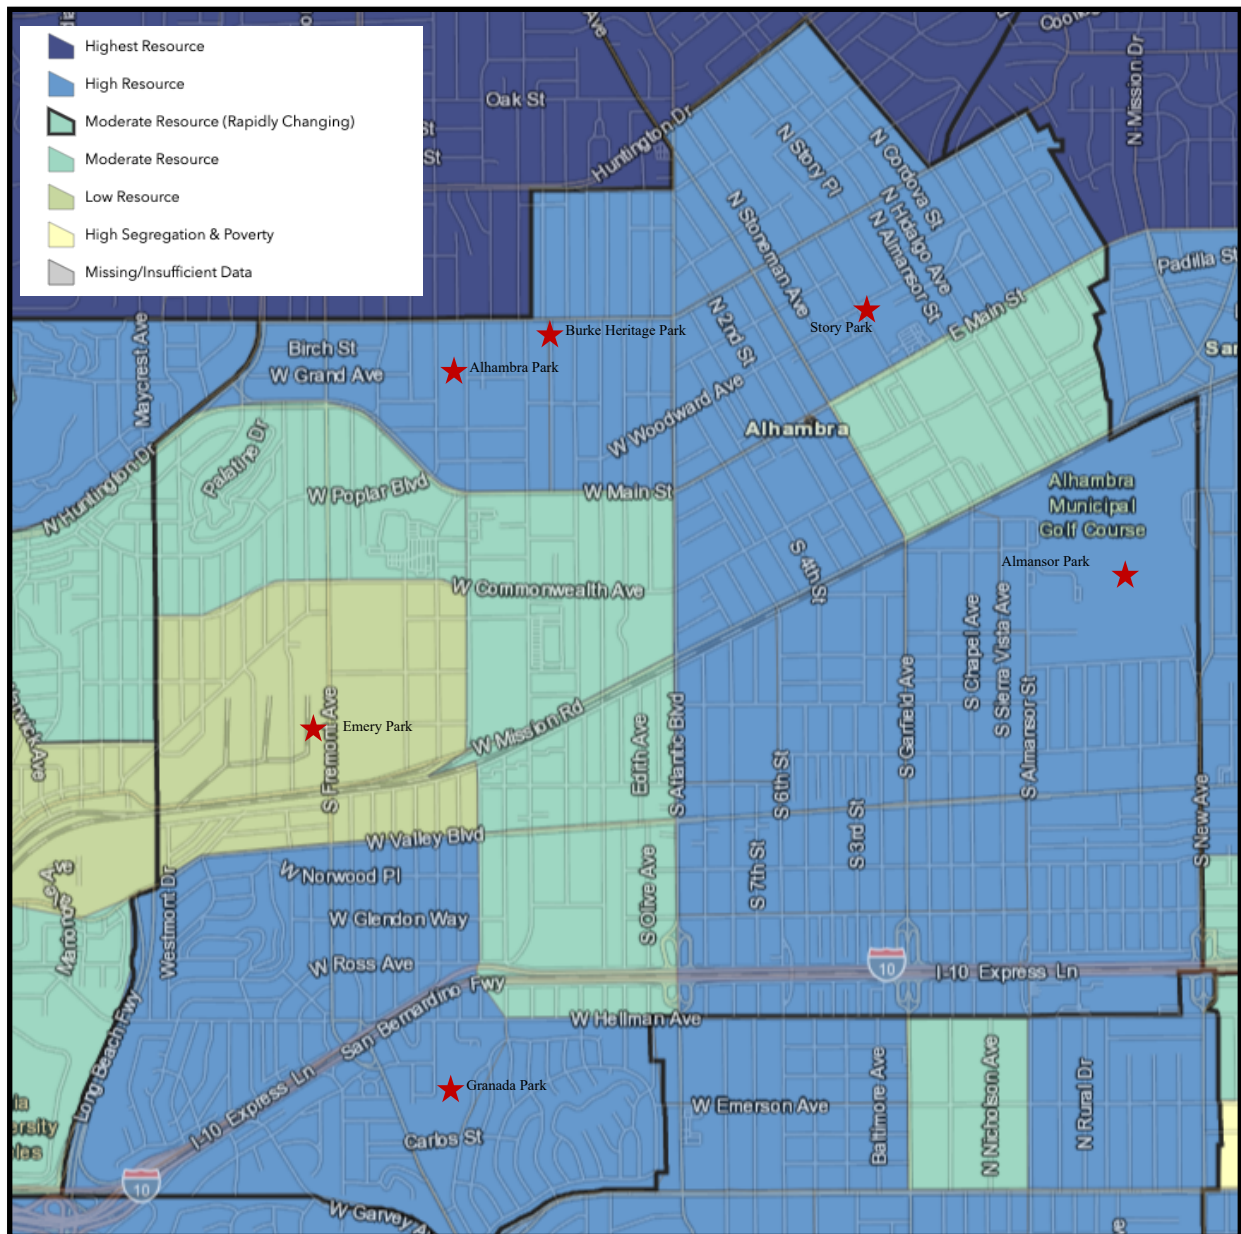 Highest Resource
High Resource
Moderate Resource (Rapidly Changing)
Moderate Resource
Low Resource
High Segregation & Poverty
Missing/Insufficient Data
Ave
N Mission Dr
Oak St
St
St
Huntington Dr
N Story Pl
N Cordova St
N Hidalgo Ave
N Almansor St
N Stoneman Ave
Padilla St
E Main St
N 2nd St
Story Park
Burke Heritage Park
Alhambra Park
Maycrest Ave
Birch St
W Grand Ave
W Woodward Ave
Alhambra
N Huntington Dr
Palatine Dr
W Poplar Blvd
W Main St
Alhambra
Municipal
Golf Course
Almansor Park
S 4th St
W Commonwealth Ave
S Chapel Ave
S Sierra Vista Ave
S Almansor St
S Garfield Ave
Emery Park
S Fremont Ave
W Mission Rd
Edith Ave
S Atlantic Blvd
S 6th St
S 3rd St
S New Ave
W Valley Blvd
W Norwood Pl
S 7th St
W Glendon Way
S Olive Ave
Westmont Dr
W Ross Ave
10
I-10 Express Ln
San Bernardino Fwy
W Hellman Ave
Long Beach Fwy
I-10 Express Ln
Granada Park
W Emerson Ave
Baltimore Ave
N Nicholson Ave
N Rural Dr
Carlos St
10
W Garvey A